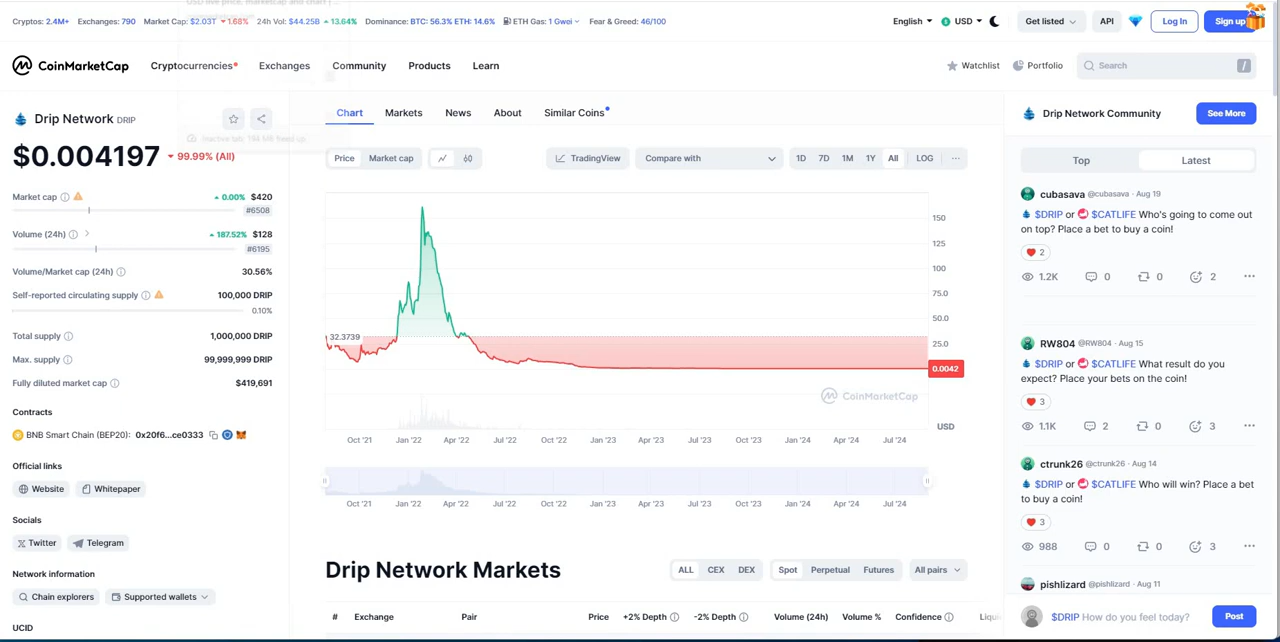 Cryptos: 2.4M+ Exchanges: 790 Market Cap: $2.03T 1.68% 24h Vol: $44.25B 13.64% Dominance: BTC: 56.3% ETH: 14.6% ETH Gas: 1 Gwei Fear & Greed: 46/100
English USD Get listed API Log In Sign up
CoinMarketCap Cryptocurrencies Exchanges Community Products Learn
Watchlist Portfolio Search /
Drip Network DRIP
$0.004197 99.99% (All)
Market cap 0.00% $420
#6508
Volume (24h) 187.52% $128
#6195
Volume/Market cap (24h) 30.56%
Self-reported circulating supply 100,000 DRIP
0.10%
Total supply 1,000,000 DRIP
Max. supply 99,999,999 DRIP
Fully diluted market cap $419,691
Contracts
BNB Smart Chain (BEP20): 0x20f6...ce0333
Official links
Website Whitepaper
Socials
Twitter Telegram
Network information
Chain explorers Supported wallets
UCID
Chart Markets News About Similar Coins
Price Market cap TradingView Compare with 1D 7D 1M 1Y All LOG ...
150
125
100
75.0
50.0
32.3739
25.0
0.0042
CoinMarketCap
USD
Oct '21 Jan '22 Apr '22 Jul '22 Oct '22 Jan '23 Apr '23 Jul '23 Oct '23 Jan '24 Apr '24 Jul '24
Oct '21 Jan '22 Apr '22 Jul '22 Oct '22 Jan '23 Apr '23 Jul '23 Oct '23 Jan '24 Apr '24 Jul '24
Drip Network Markets ALL CEX DEX Spot Perpetual Futures All pairs
# Exchange Pair Price +2% Depth -2% Depth Volume (24h) Volume % Confidence Liqui
Drip Network Community See More
Top Latest
cubasava @cubasava · Aug 19
$DRIP or $CATLIFE Who's going to come out
on top? Place a bet to buy a coin!
2
1.2K 0 0 2 ...
RW804 @RW804 · Aug 15
$DRIP or $CATLIFE What result do you
expect? Place your bets on the coin!
3
1.1K 2 0 3 ...
ctrunk26 @ctrunk26 · Aug 14
$DRIP or $CATLIFE Who will win? Place a bet
to buy a coin!
3
988 0 0 3 ...
pishlizard @pishlizard · Aug 11
$DRIP How do you feel today? Post